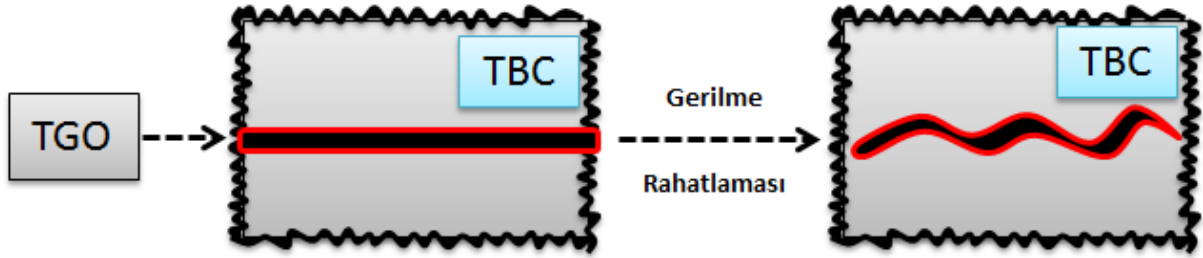 TGO
TBC
Gerilme
Rahatlaması
TBC